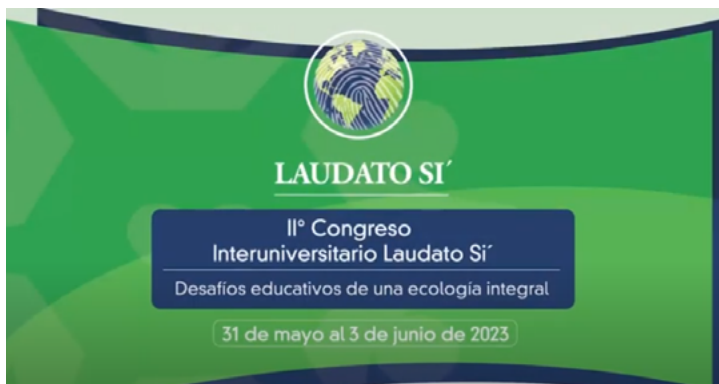 LAUDATO SI´
II° Congreso
Interuniversitario Laudato Si´
Desafíos educativos de una ecología integral
31 de mayo al 3 de junio de 2023